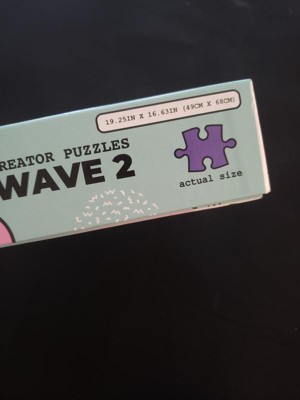 19.25IN X 16.63IN (49CM X 68CM)
REATOR PUZZLES
WAVE 2
actual size